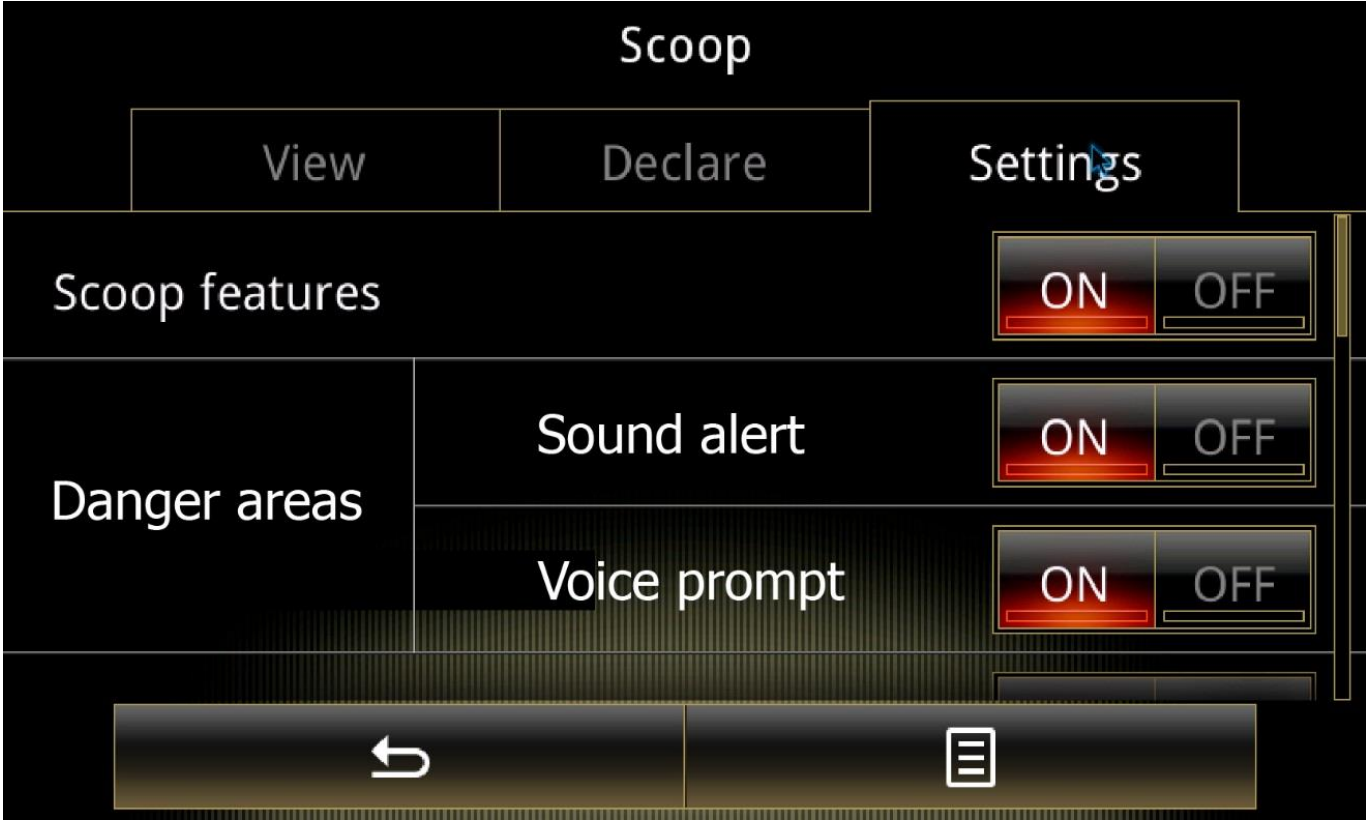 Scoop
View Declare Settings
Scoop features ON OFF
Danger areas
Sound alert ON OFF
Voice prompt ON OFF